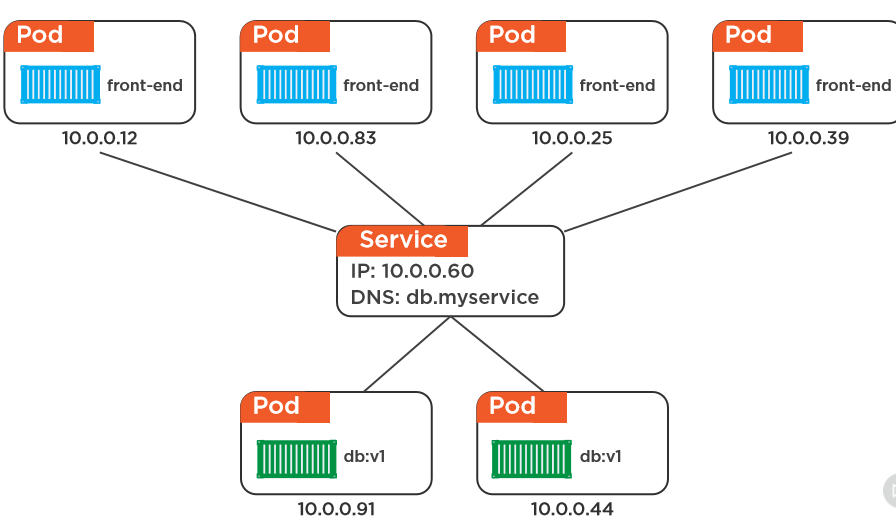 Pod
Pod
Pod
Pod
front-end
front-end
front-end
front-end
10.0.0.12
10.0.0.83
10.0.0.25
10.0.0.39
Service
IP: 10.0.0.60
DNS: db.myservice
Pod
Pod
db:v1
db:v1
10.0.0.91
10.0.0.44